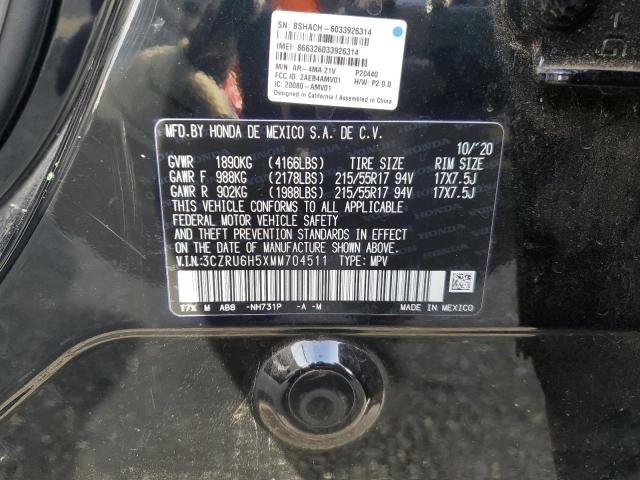 SN: BSHACH-6033926314
IMEI: 866326033926314
M/N: AR-4MA 21V P20440
FCC ID: 2AEB4AMV01 H/W: P2.0.0
IC: 20080-AMV01
Designed in California | Assembled in China
MFD.BY HONDA DE MEXICO S.A. DE C.V.
10/'20
GVWR 1890KG (4166LBS) TIRE SIZE RIM SIZE
GAWR F 988KG (2178LBS) 215/55R17 94V 17X7.5J
GAWR R 902KG (1988LBS) 215/55R17 94V 17X7.5J
THIS VEHICLE CONFORMS TO ALL APPLICABLE
FEDERAL MOTOR VEHICLE SAFETY
AND THEFT PREVENTION STANDARDS IN EFFECT
ON THE DATE OF MANUFACTURE SHOWN ABOVE.
V.I.N.:3CZRU6H5XMM704511 TYPE: MPV
T7X M AB8 -NH731P -A -M MADE IN MEXICO